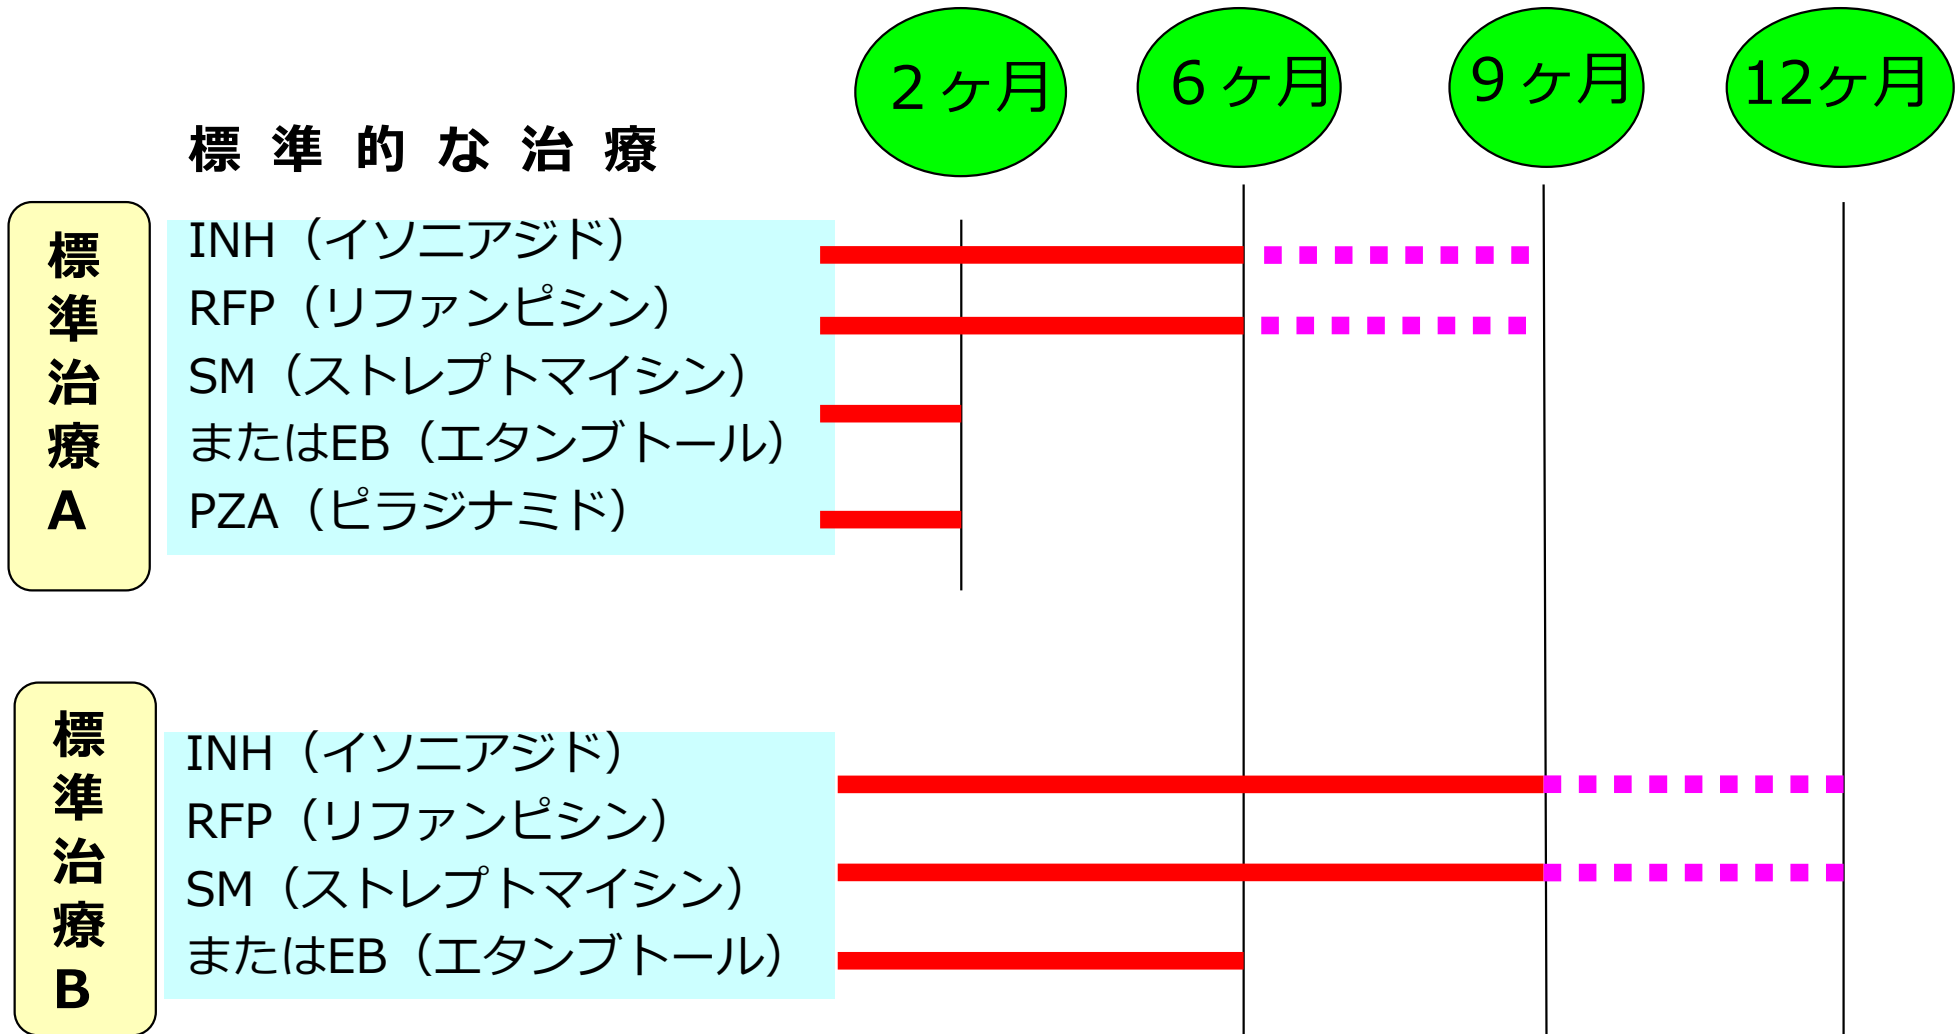 2ヶ月
6ヶ月
9ヶ月
12ヶ月
標準的な治療
標準治療A
INH（イソニアジド）
RFP（リファンピシン）
SM（ストレプトマイシン）
またはEB（エタンブトール）
PZA（ピラジナミド）
標準治療B
INH（イソニアジド）
RFP（リファンピシン）
SM（ストレプトマイシン）
またはEB（エタンブトール）